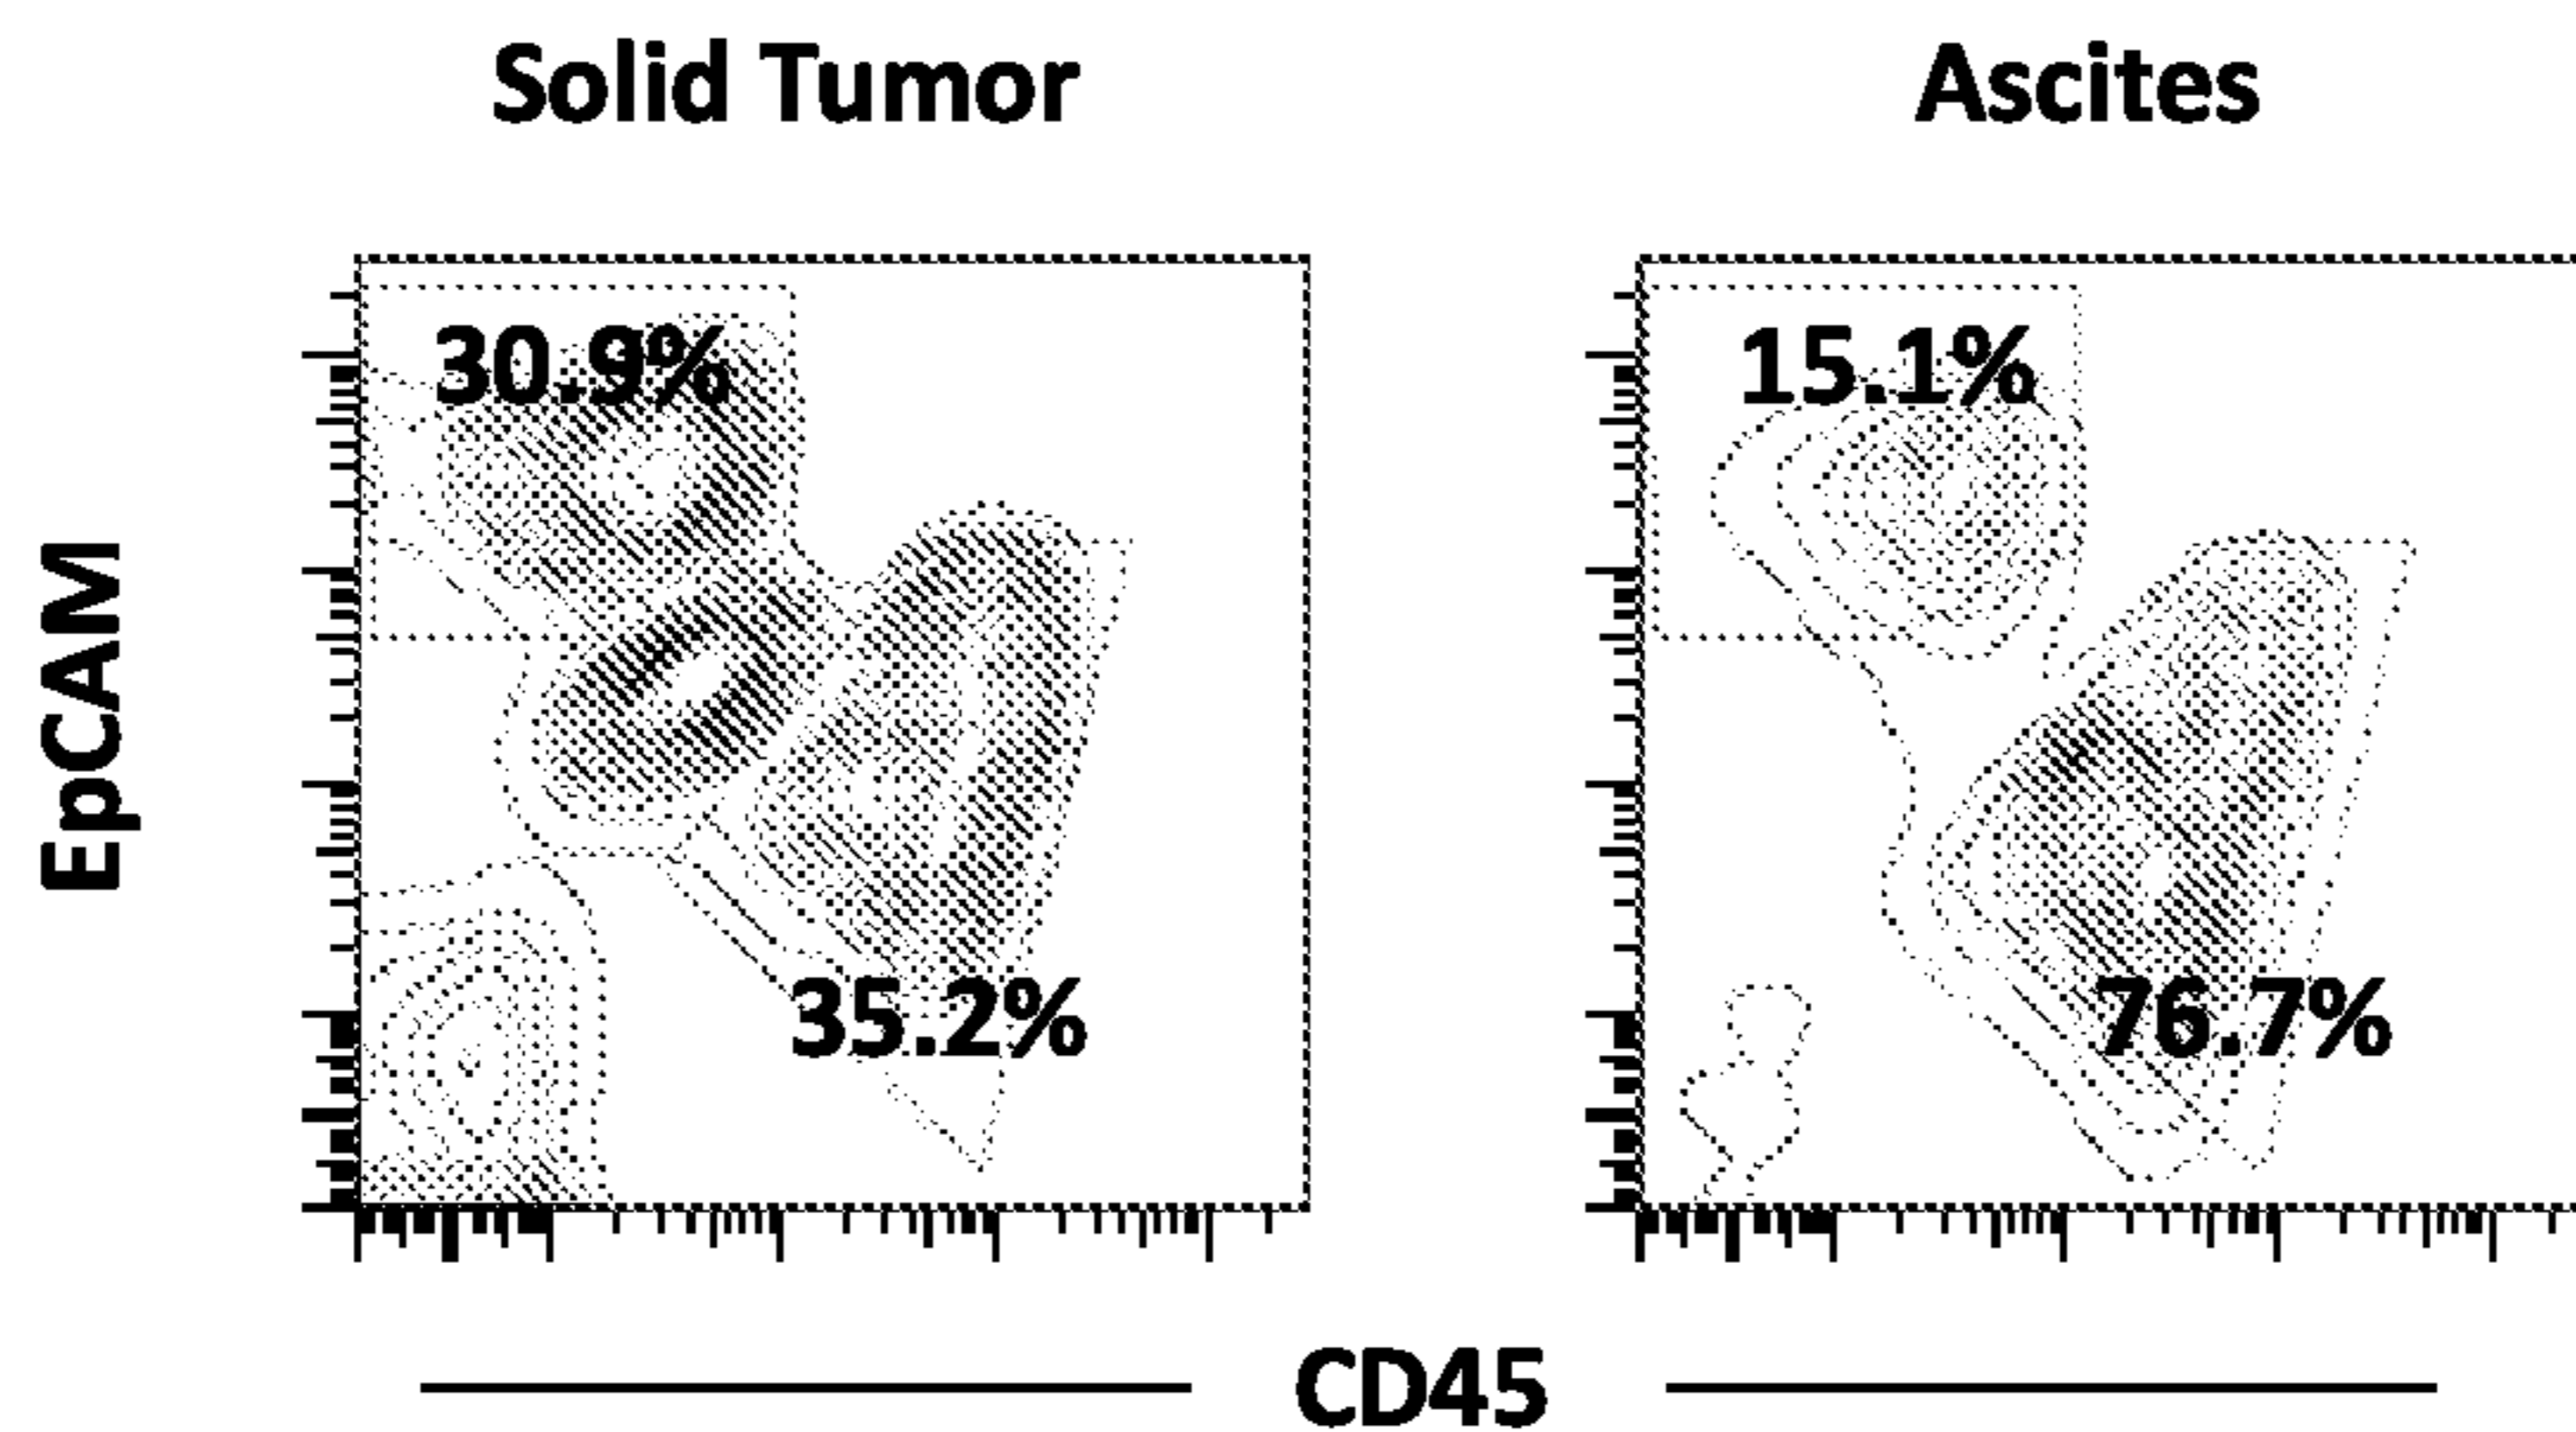 Solid Tumor
Ascites
EpCAM
30.9%
15.1%
35.2%
76.7%
CD45